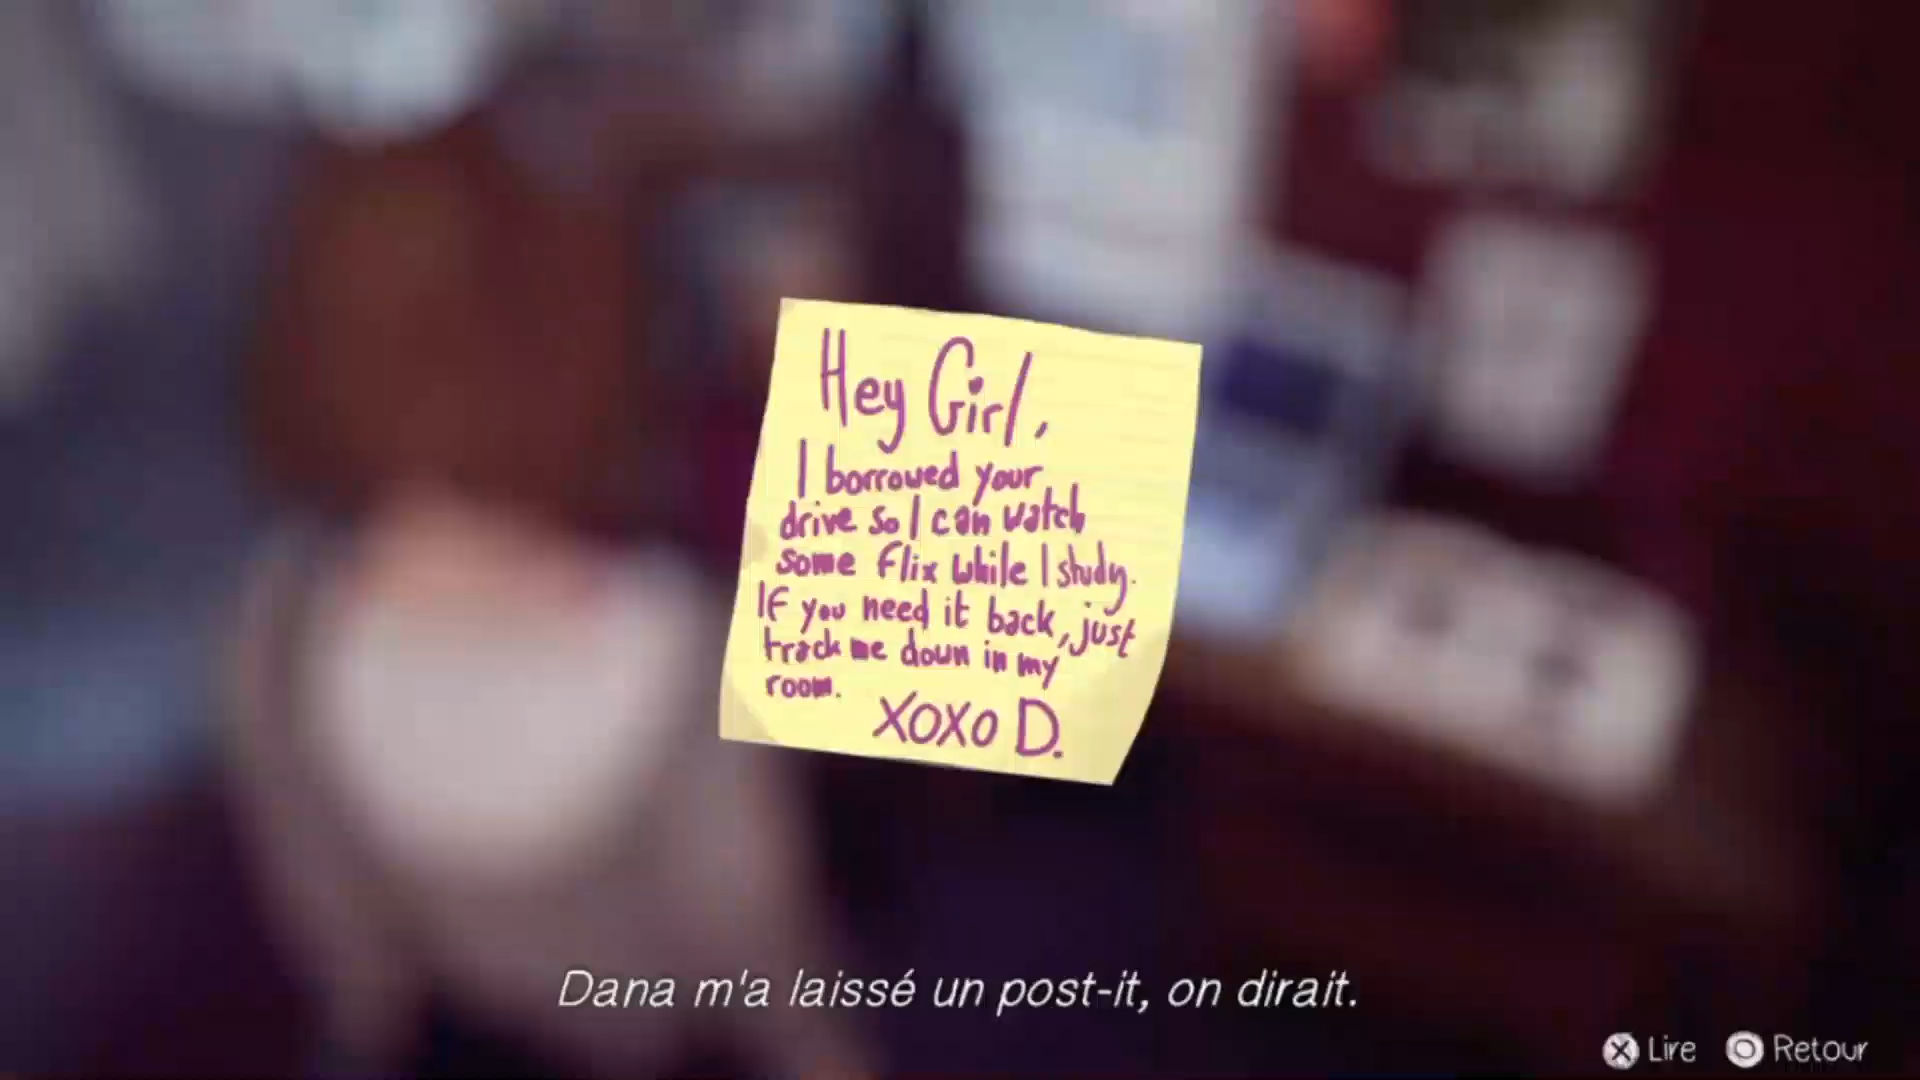 Hey Girl,
I borrowed your
drive so I can watch
some flix while I study.
If you need it back, just
track me down in my
room.
XOXO D.
Dana m'a laissé un post-it, on dirait.
Lire Retour